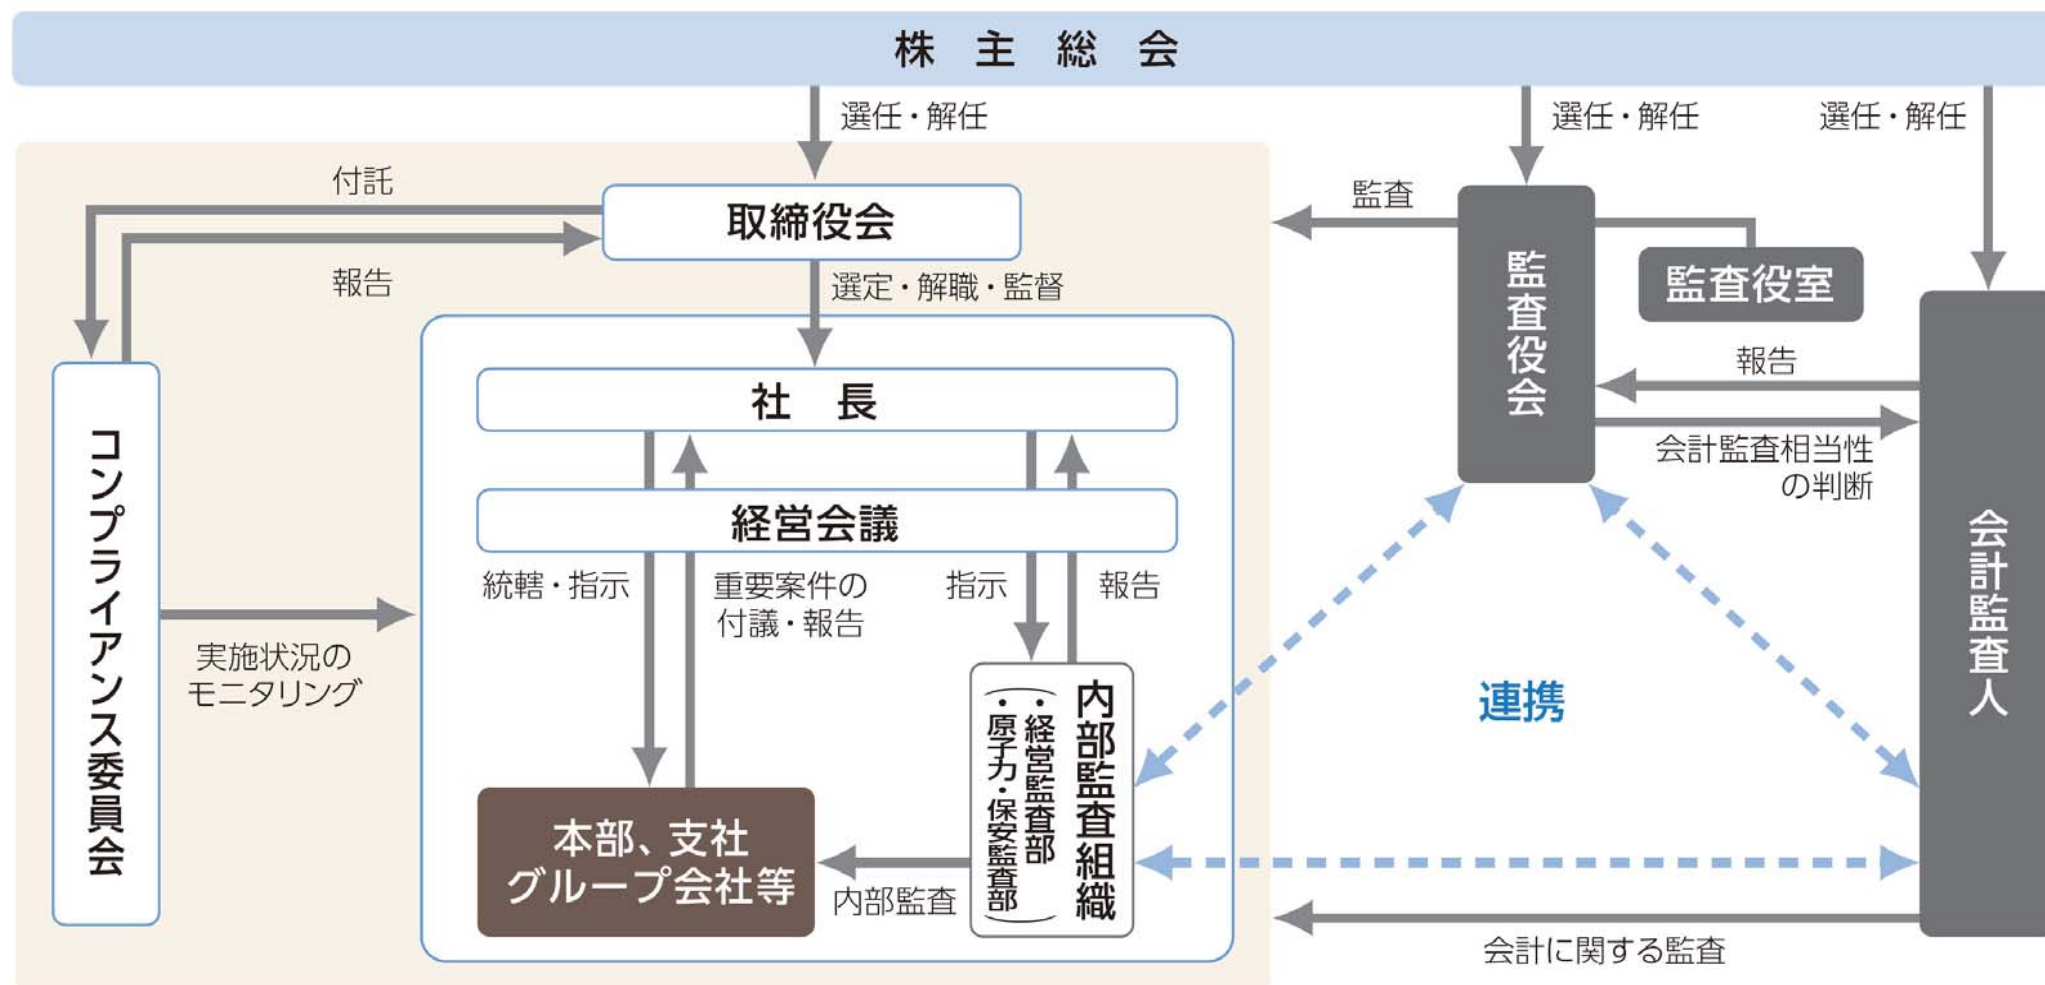 株主総会
選任・解任
選任・解任
選任・解任
付託
取締役会
監査
監査役会
監査役室
報告
選定・解職・監督
報告
会計監査相当性
の判断
社長
コンプライアンス委員会
経営会議
会計監査人
統轄・指示
重要案件の
付議・報告
指示
報告
実施状況の
モニタリング
内部監査組織
(・経営監査部
・原子力・保安監査部)
連携
本部、支社
グループ会社等
内部監査
会計に関する監査